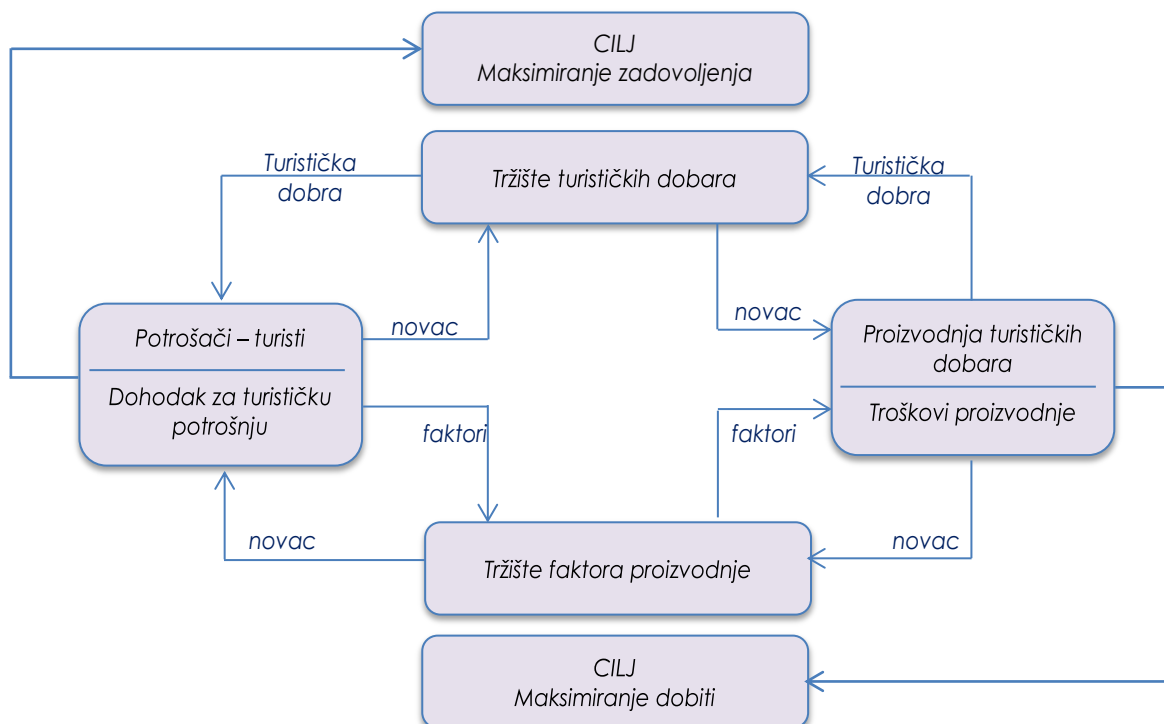 CILJ
Maksimiranje zadovoljenja
Turistička
dobra
Tržište turističkih dobara
Turistička
dobra
novac
novac
Potrošači – turisti
Dohodak za turističku
potrošnju
Proizvodnja turističkih
dobara
Troškovi proizvodnje
faktori
faktori
novac
Tržište faktora proizvodnje
novac
CILJ
Maksimiranje dobiti